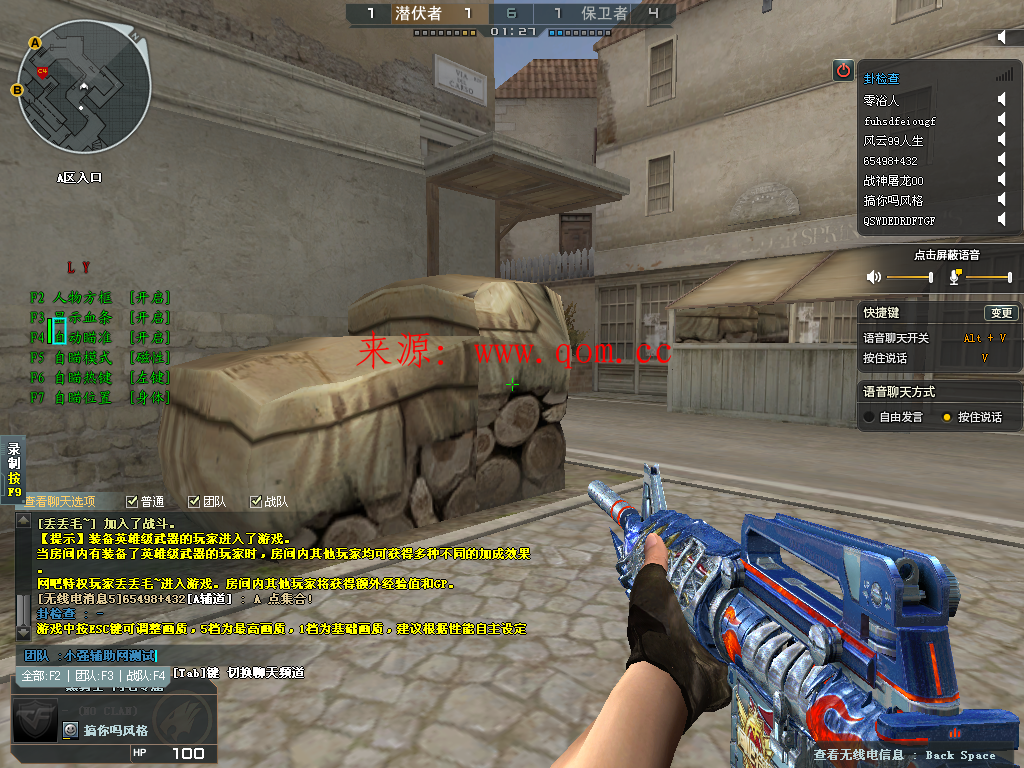 1 潜伏者 1 6 1 保卫者 4
01:27
N
A
C4
B
A区入口
VIA
CARSO
卦检查
零浴人
fuhsdfeiougf
风云99人生
65498+432
战神屠龙00
搞你吗风格
QSWDEDRDFTGF
点击屏蔽语音
快捷键 变更
语音聊天开关 Alt + V
按住说话 V
语音聊天方式
自由发言 按住说话
L Y
F2 人物方框 [开启]
F3 显示血条 [开启]
F4 自动瞄准 [开启]
F5 自瞄模式 [磁性]
F6 自瞄热键 [左键]
F7 自瞄位置 [身体]
来源: www.qom.cc
录制按F9
查看聊天选项 普通 团队 战队
[丢丢毛~] 加入了战斗。
【提示】装备英雄级武器的玩家进入了游戏。
当房间内有装备了英雄级武器的玩家时，房间内其他玩家均可获得多种不同的加成效果
。
网吧特权玩家丢丢毛~进入游戏。房间内其他玩家将获得额外经验值和GP。
[无线电消息5]65498+432[A辅道] : A 点集合!
卦检查 : -
游戏中按ESC键可调整画质，5档为最高画质，1档为基础画质，建议根据性能自主设定
团队 :小强辅助网测试
全部:F2 | 团队:F3 | 战队:F4 [Tab]键 切换聊天频道
[NO CLAN]
搞你吗风格
HP 100
查看无线电信息 : Back Space